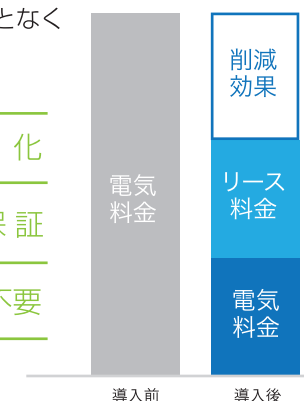 となく
化
保証
不要
電気
料金
削減
効果
リース
料金
電気
料金
導入前
導入後